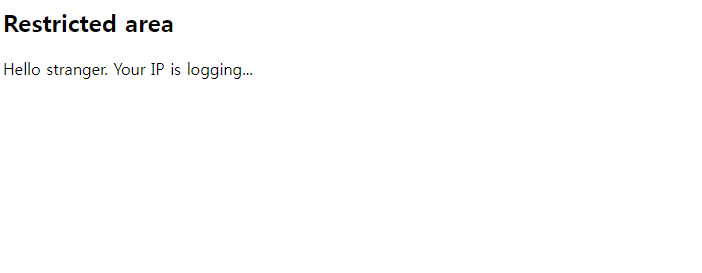 Restricted area
Hello stranger. Your IP is logging...